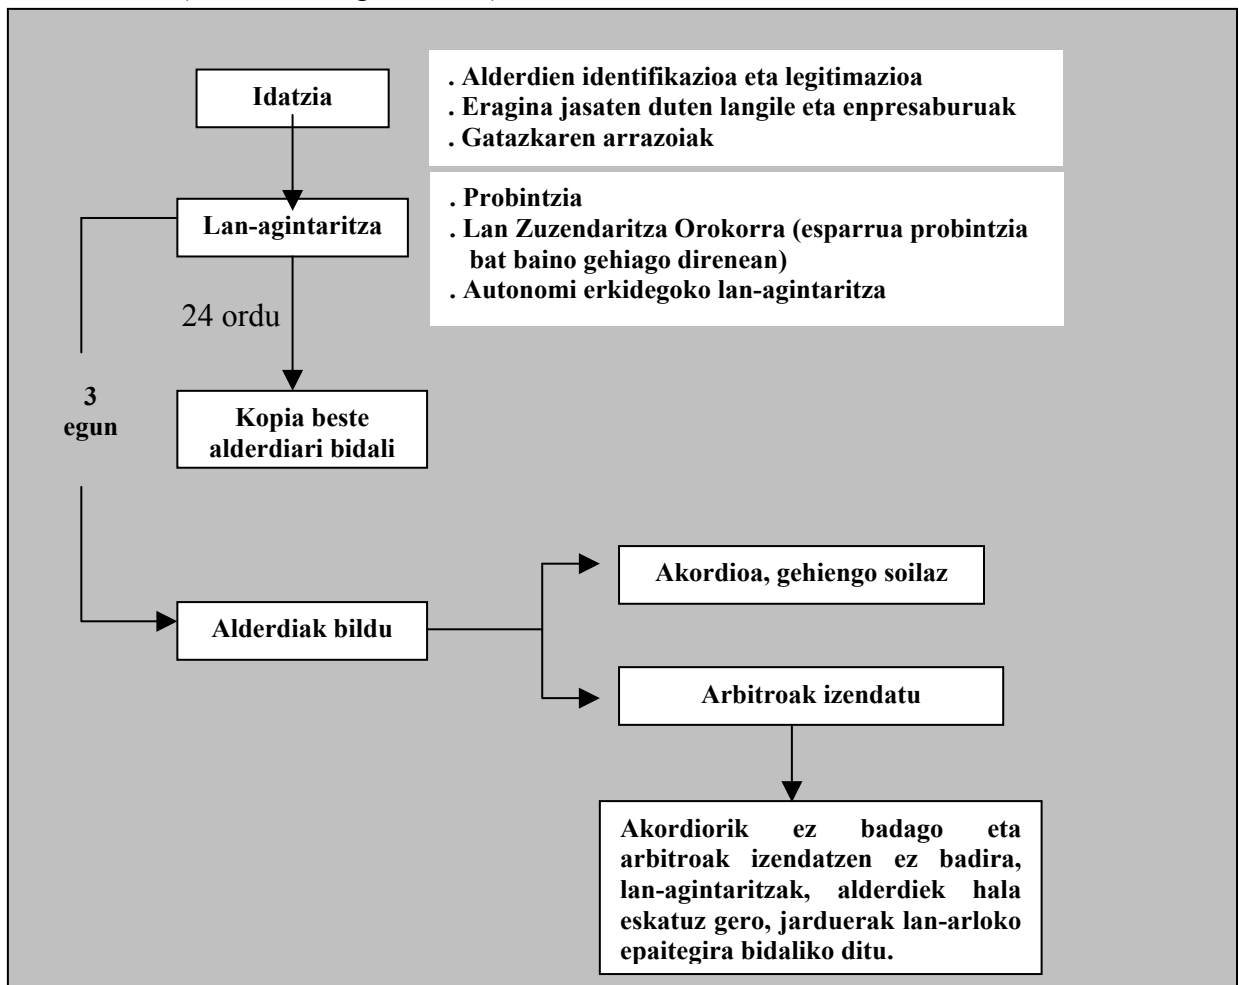 Idatzia
. Alderdien identifikazioa eta legitimazioa
. Eragina jasaten duten langile eta enpresaburuak
. Gatazkaren arrazoiak
Lan-agintaritza
. Probintzia
. Lan Zuzendaritza Orokorra (esparrua probintzia
bat baino gehiago direnean)
. Autonomi erkidegoko lan-agintaritza
24 ordu
3
egun
Kopia beste
alderdiari bidali
Alderdiak bildu
Akordioa, gehiengo soilaz
Arbitroak izendatu
Akordiorik ez badago eta
arbitroak izendatzen ez badira,
lan-agintaritzak, alderdiek hala
eskatuz gero, jarduerak lan-arloko
epaitegira bidaliko ditu.